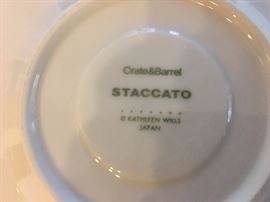 Crate&Barrel
STACCATO
© KATHLEEN WILLS
JAPAN